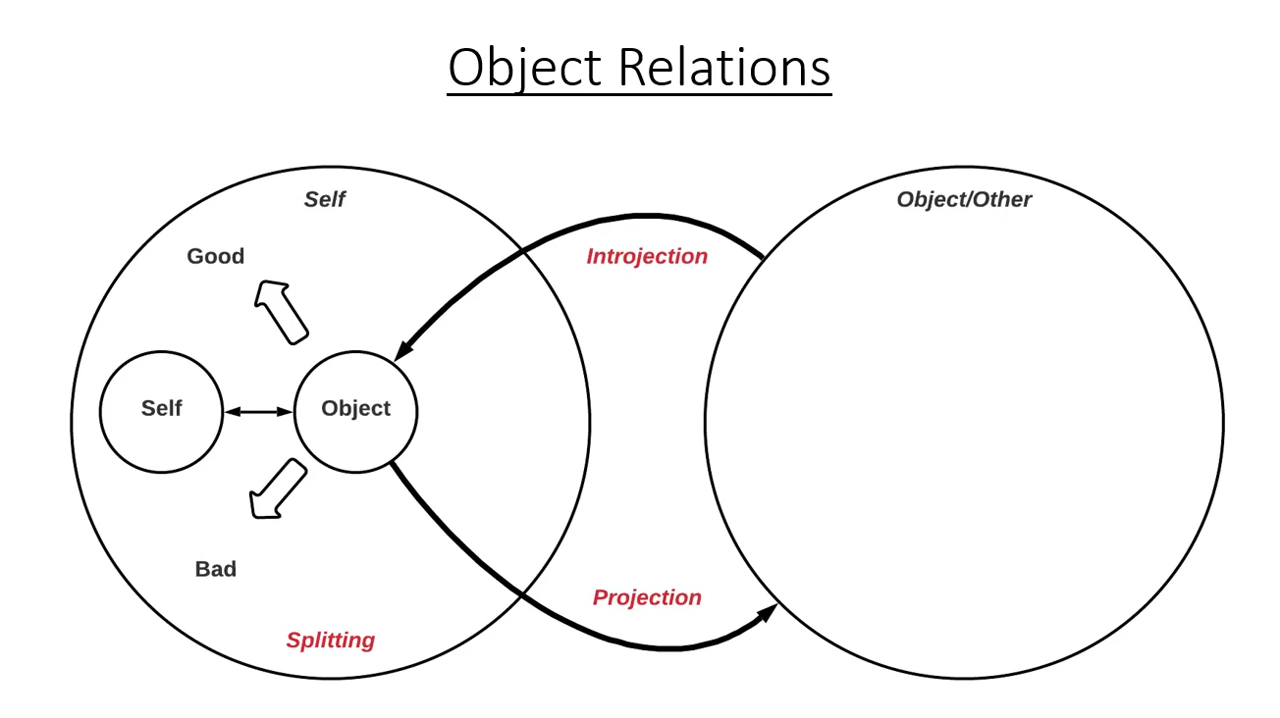 Object Relations
Self
Object/Other
Good
Introjection
Self
Object
Bad
Projection
Splitting